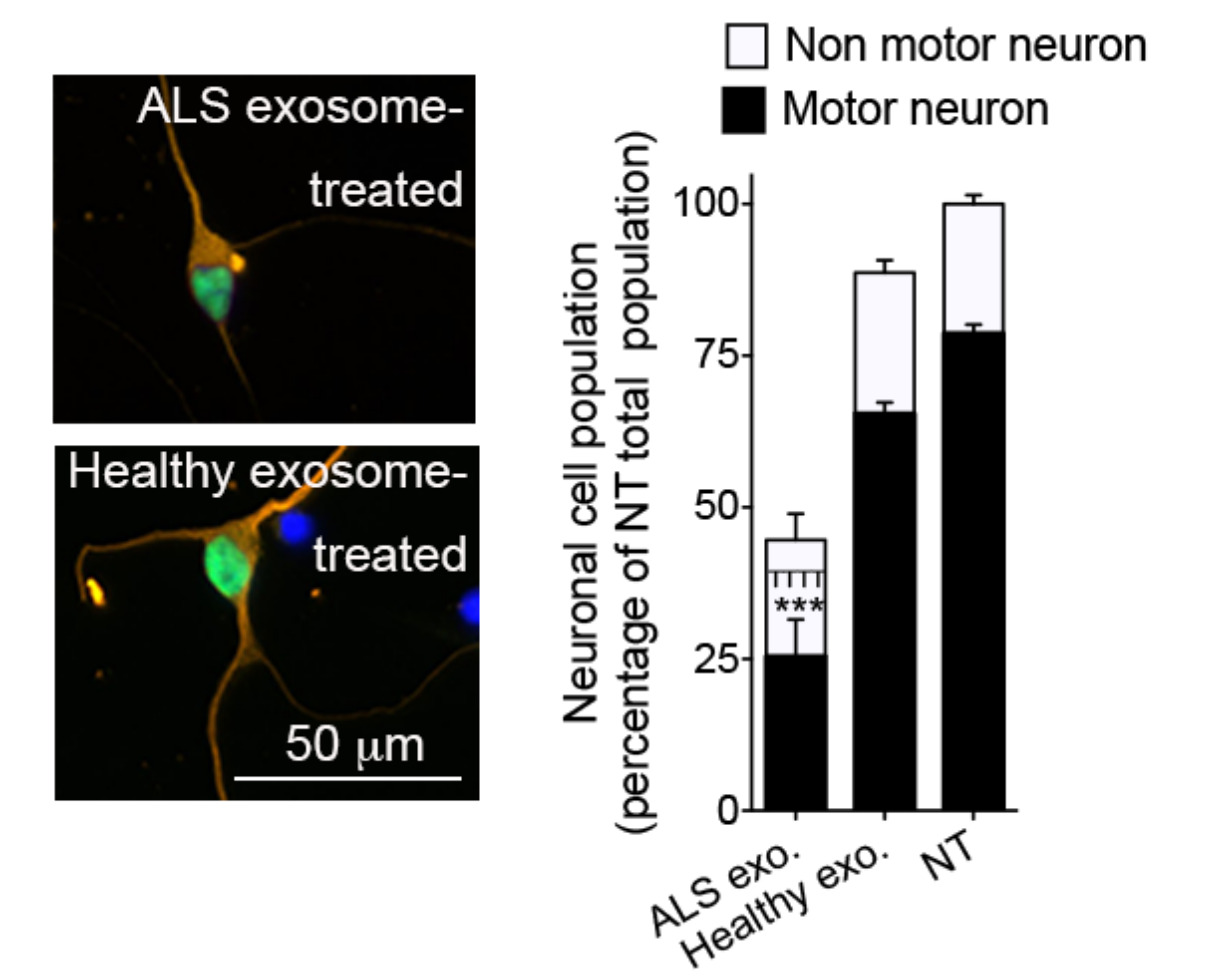 ALS exosome-
treated
Healthy exosome-
treated
50 μm
Non motor neuron
Motor neuron
Neuronal cell population
(percentage of NT total population)
100
75
50
25
0
***
ALS exo.
Healthy exo.
NT